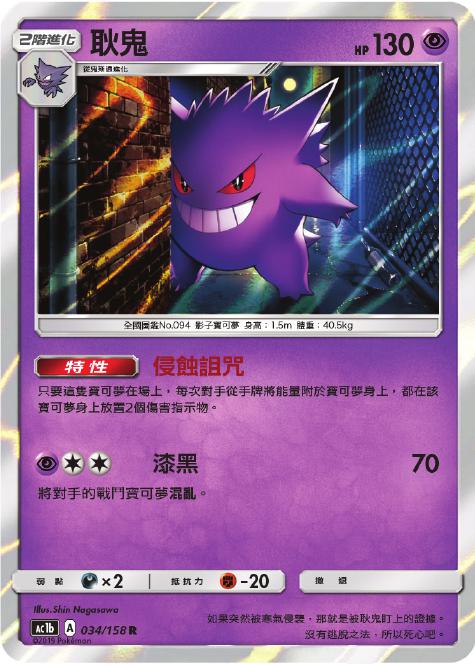 2階進化 耿鬼 HP 130
從鬼斯通進化
全國圖鑑No.094 影子寶可夢 身高：1.5m 體重：40.5kg
特性 侵蝕詛咒
只要這隻寶可夢在場上，每次對手從手牌將能量附於寶可夢身上，都在該
寶可夢身上放置2個傷害指示物。
漆黑 70
將對手的戰鬥寶可夢混亂。
弱點 ×2 抵抗力 -20 撤退
Illus.Shin Nagasawa
AC1b A 034/158 R
©2019 Pokémon
如果突然被寒氣侵襲，那就是被耿鬼盯上的證據。
沒有逃脫之法，所以死心吧。